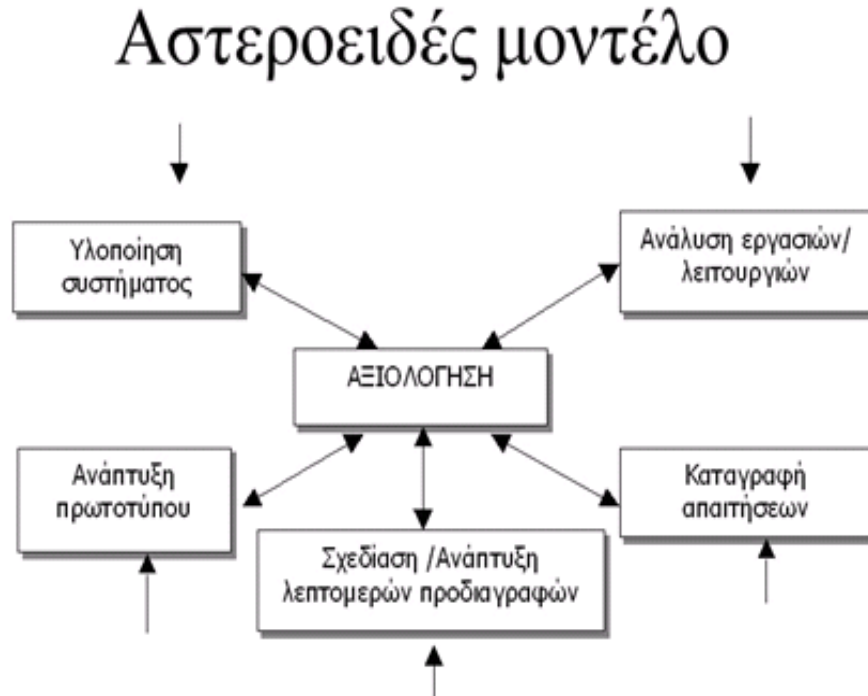 Αστεροειδές μοντέλο
Υλοποίηση
συστήματος
Ανάλυση εργασιών/
λειτουργιών
ΑΞΙΟΛΟΓΗΣΗ
Ανάπτυξη
πρωτοτύπου
Καταγραφή
απαιτήσεων
Σχεδίαση /Ανάπτυξη
λεπτομερών προδιαγραφών